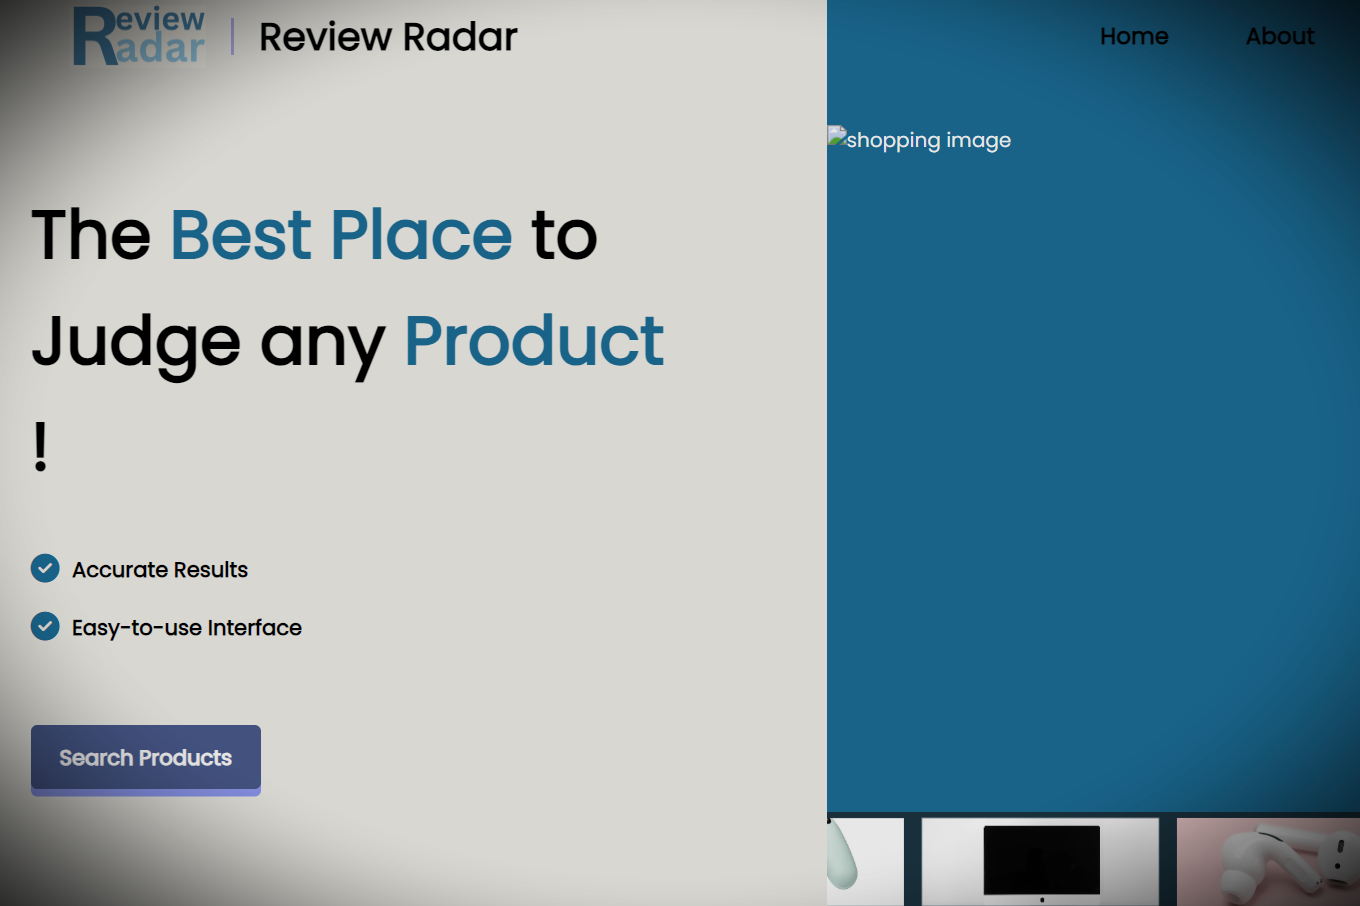 Review
Radar
Review Radar
Home
About
shopping image
The Best Place to
Judge any Product
!
Accurate Results
Easy-to-use Interface
Search Products